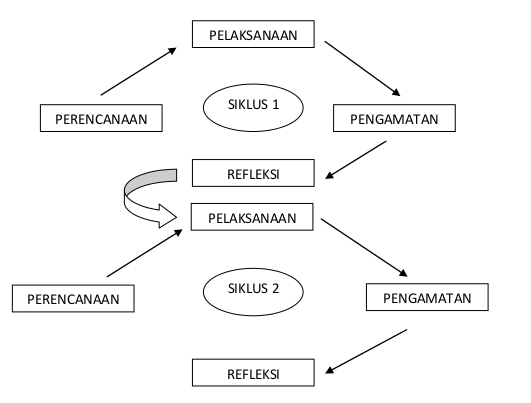 PELAKSANAAN
SIKLUS 1
PERENCANAAN
PENGAMATAN
REFLEKSI
PELAKSANAAN
SIKLUS 2
PERENCANAAN
PENGAMATAN
REFLEKSI